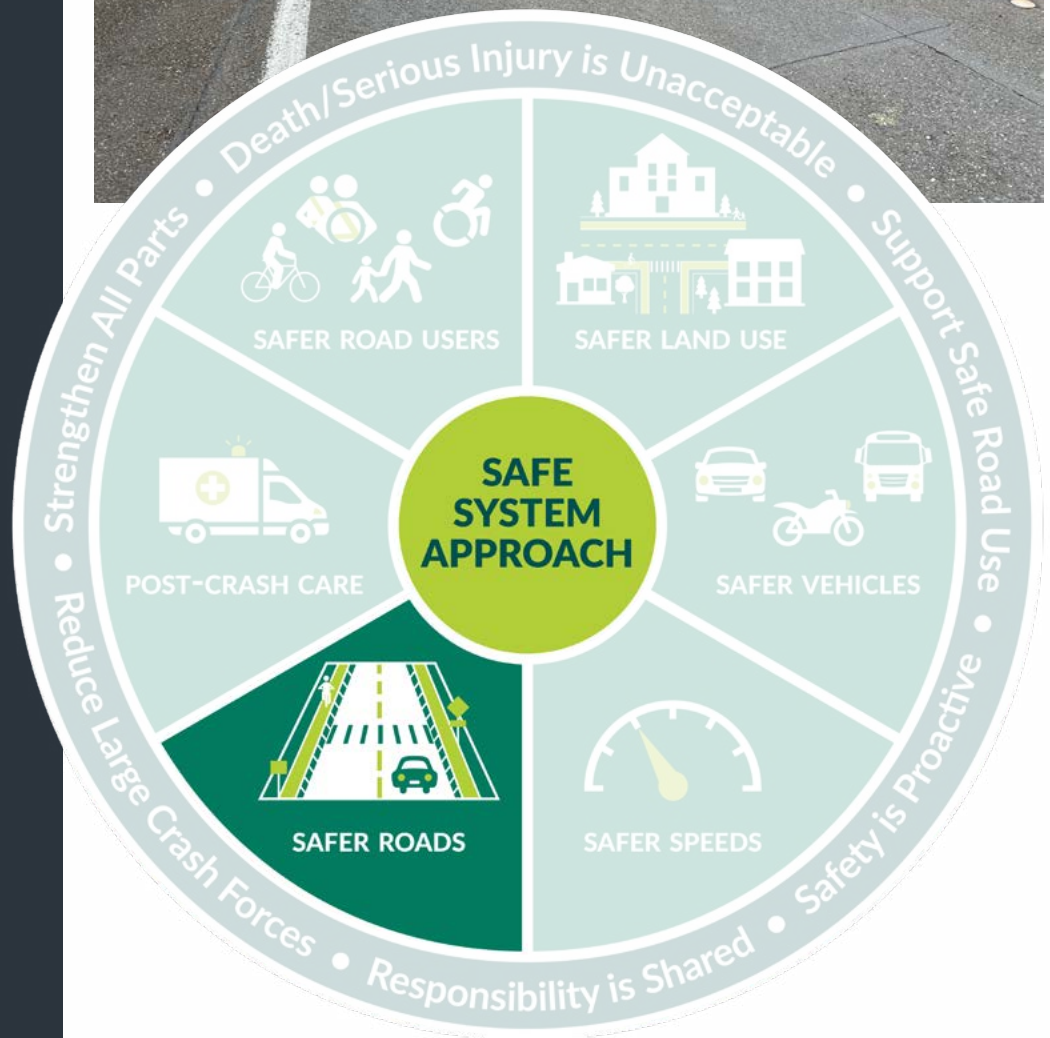 Death/Serious Injury is Unacceptable
Support Safe Road Use
Safety is Proactive
Responsibility is Shared
Reduce Large Crash Forces
Strengthen All Parts
SAFER ROAD USERS
SAFER LAND USE
SAFE
SYSTEM
APPROACH
POST-CRASH CARE
SAFER VEHICLES
SAFER ROADS
SAFER SPEEDS